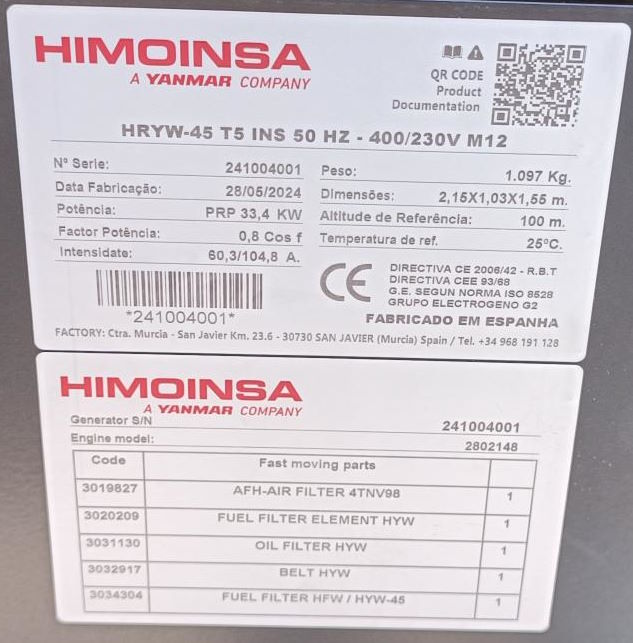 HIMOINSA
A YANMAR COMPANY
QR CODE
Product
Documentation
HRYW-45 T5 INS 50 HZ - 400/230V M12
Nº Serie: 241004001
Data Fabricação: 28/05/2024
Potência: PRP 33,4 KW
Factor Potência: 0,8 Cos f
Intensidate: 60,3/104,8 A.
Peso: 1.097 Kg.
Dimensões: 2,15X1,03X1,55 m.
Altitude de Referência: 100 m.
Temperatura de ref. 25ºC.
*241004001*
CE
DIRECTIVA CE 2006/42 - R.B.T
DIRECTIVA CEE 93/68
G.E. SEGUN NORMA ISO 8528
GRUPO ELECTROGENO G2
FABRICADO EM ESPANHA
FACTORY: Ctra. Murcia - San Javier Km. 23.6 - 30730 SAN JAVIER (Murcia) Spain / Tel. +34 968 191 128
HIMOINSA
A YANMAR COMPANY
Generator S/N 241004001
Engine model: 2802148
Code Fast moving parts
3019827 AFH-AIR FILTER 4TNV98 1
3020209 FUEL FILTER ELEMENT HYW 1
3031130 OIL FILTER HYW 1
3032917 BELT HYW 1
3034304 FUEL FILTER HFW / HYW-45 1